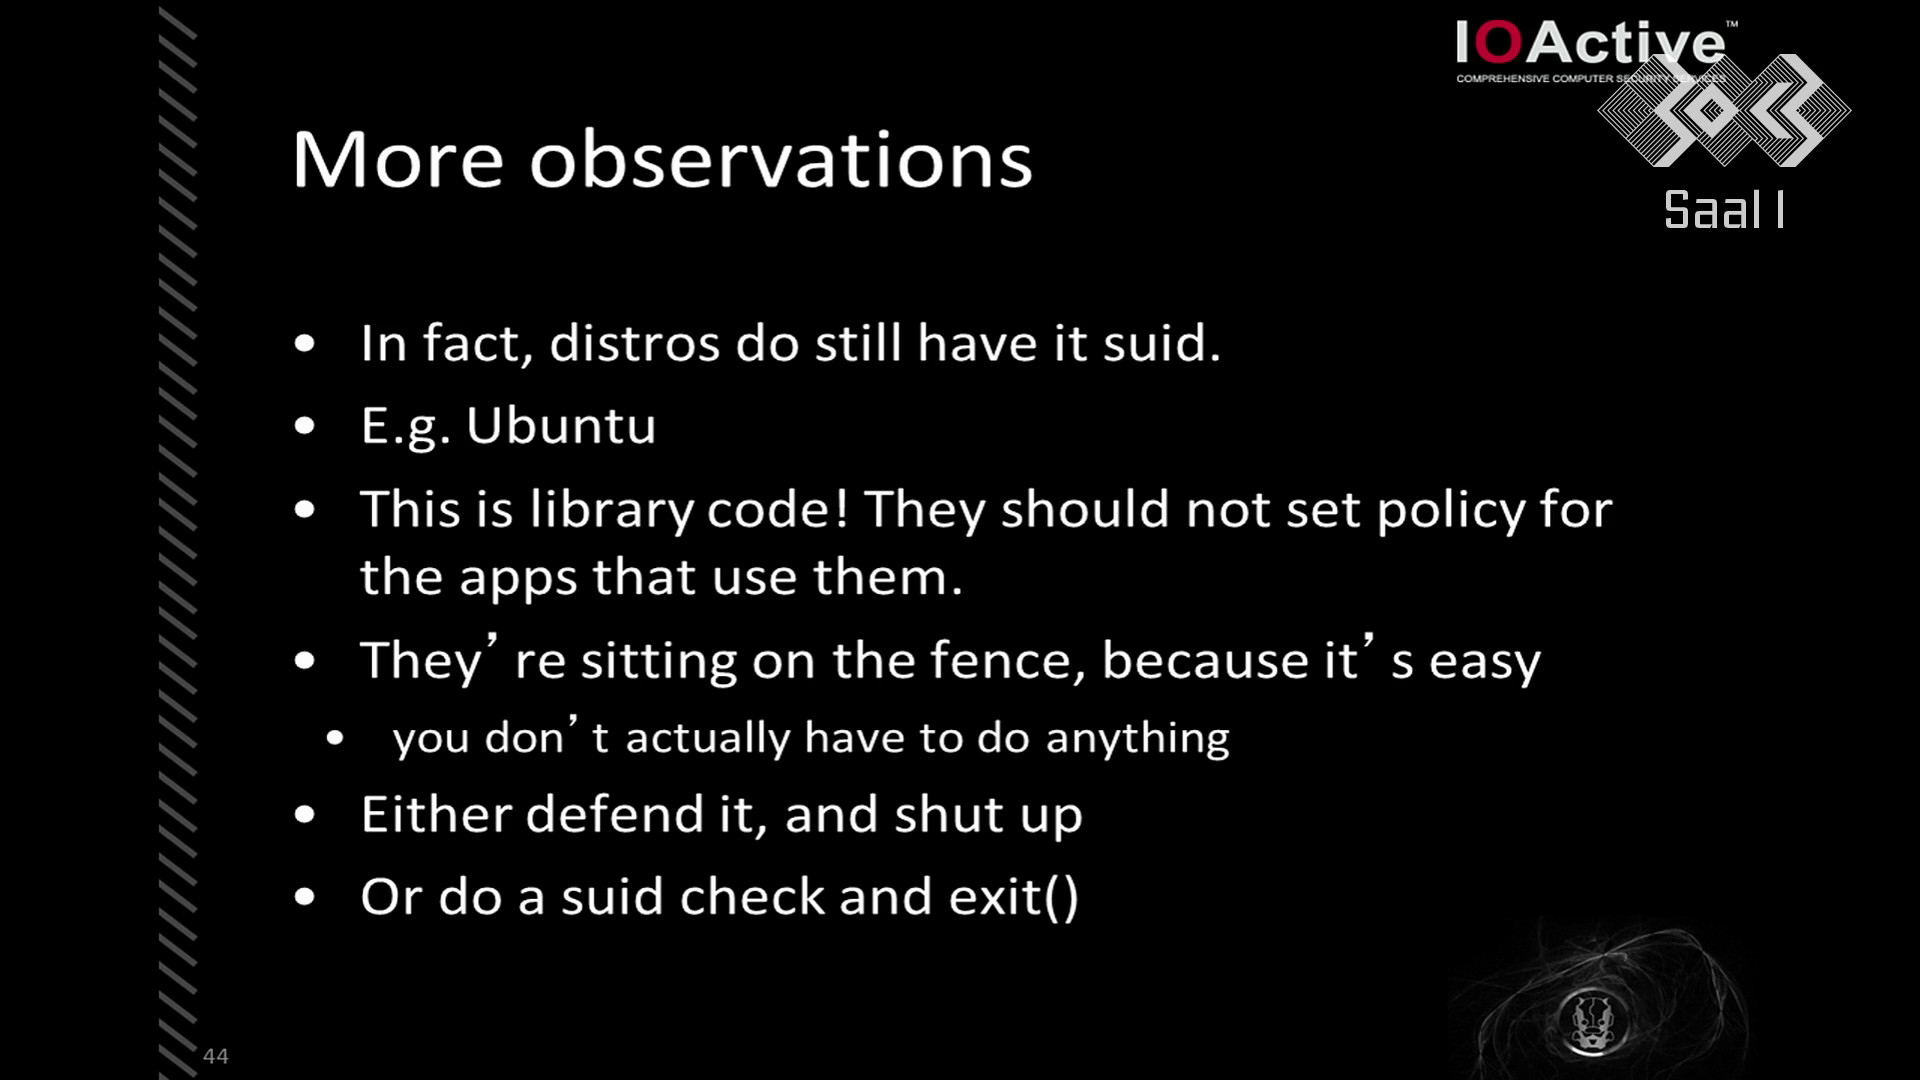 IOActive™
COMPREHENSIVE COMPUTER SECURITY SERVICES
Saal 1
More observations
• In fact, distros do still have it suid.
• E.g. Ubuntu
• This is library code! They should not set policy for
the apps that use them.
• They’re sitting on the fence, because it’s easy
• you don’t actually have to do anything
• Either defend it, and shut up
• Or do a suid check and exit()
44